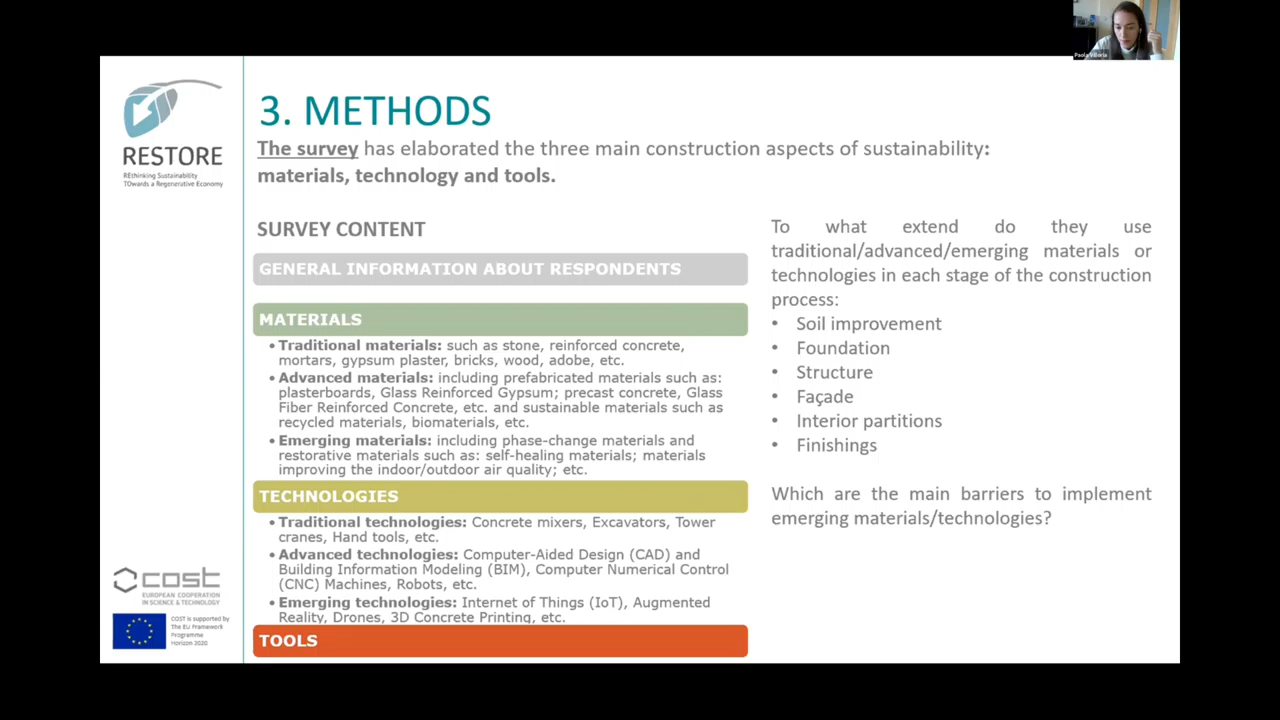 Paola Villoria
RESTORE
REthinking Sustainability
TOwards a Regenerative Economy
3. METHODS
The survey has elaborated the three main construction aspects of sustainability:
materials, technology and tools.
SURVEY CONTENT
GENERAL INFORMATION ABOUT RESPONDENTS
MATERIALS
• Traditional materials: such as stone, reinforced concrete,
mortars, gypsum plaster, bricks, wood, adobe, etc.
• Advanced materials: including prefabricated materials such as:
plasterboards, Glass Reinforced Gypsum; precast concrete, Glass
Fiber Reinforced Concrete, etc. and sustainable materials such as
recycled materials, biomaterials, etc.
• Emerging materials: including phase-change materials and
restorative materials such as: self-healing materials; materials
improving the indoor/outdoor air quality; etc.
TECHNOLOGIES
• Traditional technologies: Concrete mixers, Excavators, Tower
cranes, Hand tools, etc.
• Advanced technologies: Computer-Aided Design (CAD) and
Building Information Modeling (BIM), Computer Numerical Control
(CNC) Machines, Robots, etc.
• Emerging technologies: Internet of Things (IoT), Augmented
Reality, Drones, 3D Concrete Printing, etc.
TOOLS
To what extend do they use
traditional/advanced/emerging materials or
technologies in each stage of the construction
process:
• Soil improvement
• Foundation
• Structure
• Façade
• Interior partitions
• Finishings
Which are the main barriers to implement
emerging materials/technologies?
cost
EUROPEAN COOPERATION
IN SCIENCE & TECHNOLOGY
COST is supported by
The EU Framework
Programme
Horizon 2020